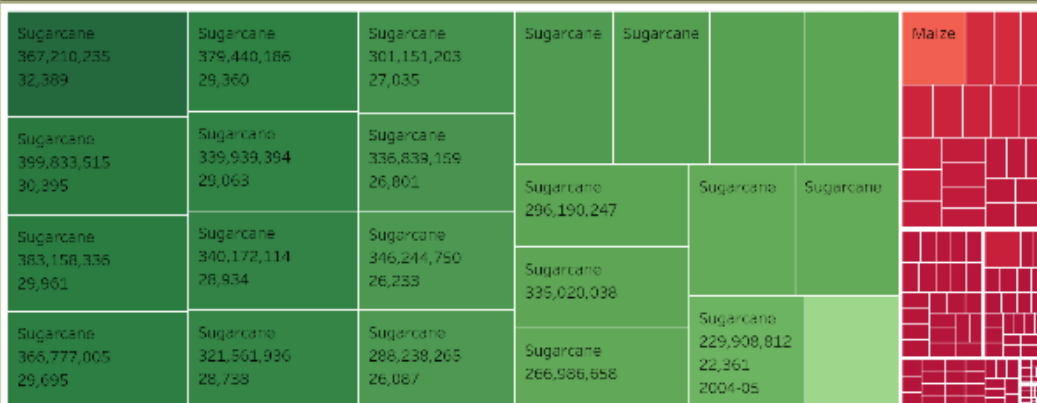 Sugarcane
367,210,235
32,389
Sugarcane
399,833,515
30,395
Sugarcane
383,158,336
29,961
Sugarcane
366,777,005
29,695
Sugarcane
379,440,186
29,360
Sugarcane
339,939,394
29,063
Sugarcane
340,172,114
28,934
Sugarcane
321,561,936
28,738
Sugarcane
301,151,203
27,035
Sugarcane
336,839,159
26,801
Sugarcane
346,244,750
26,233
Sugarcane
288,238,265
26,087
Sugarcane
Sugarcane
Sugarcane
296,190,247
Sugarcane
335,020,038
Sugarcane
266,986,658
Sugarcane
Sugarcane
Sugarcane
229,908,812
22,361
2004-05
Maize